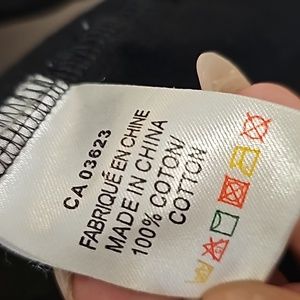 CA 03623
FABRIQUÉ EN CHINE
MADE IN CHINA
100% COTON/
COTTON